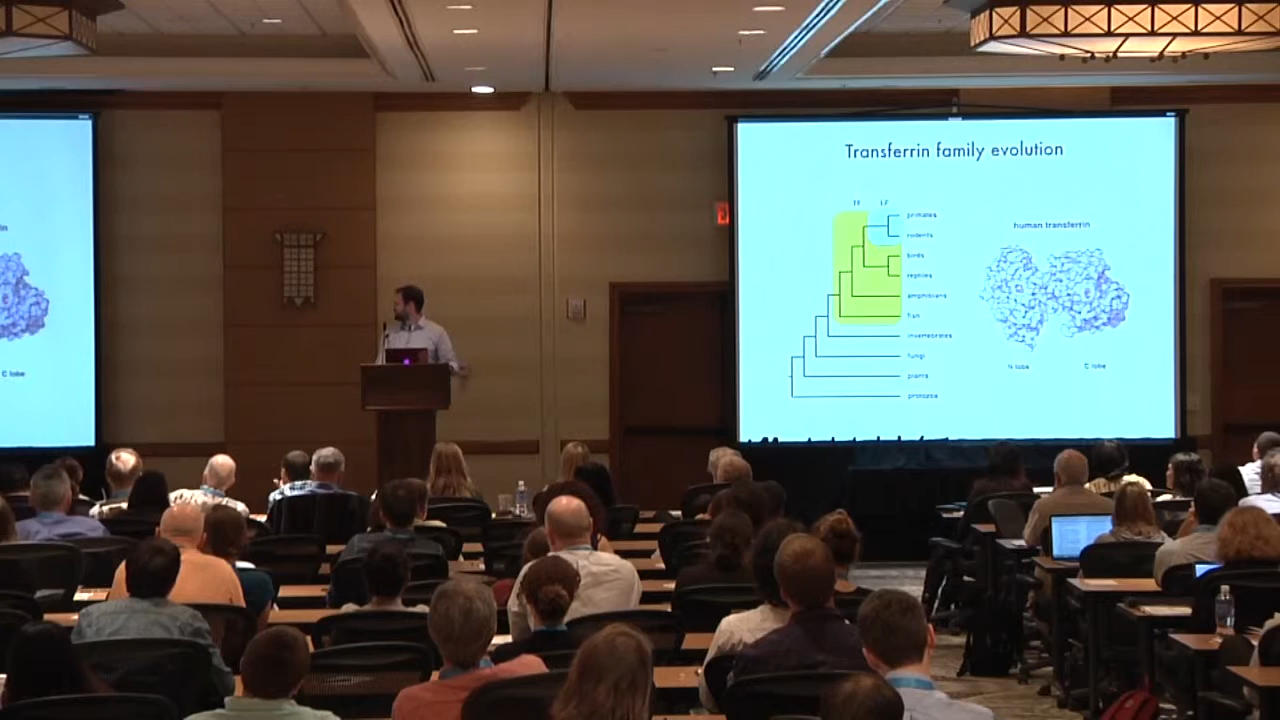 Transferrin family evolution
TF LF
primates
rodents
birds
reptiles
amphibians
fish
invertebrates
fungi
plants
protozoa
human transferrin
N lobe C lobe
C lobe